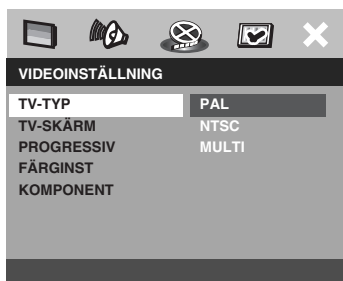 VIDEOINSTÄLLNING
TV-TYP PAL
TV-SKÄRM NTSC
PROGRESSIV MULTI
FÄRGINST
KOMPONENT